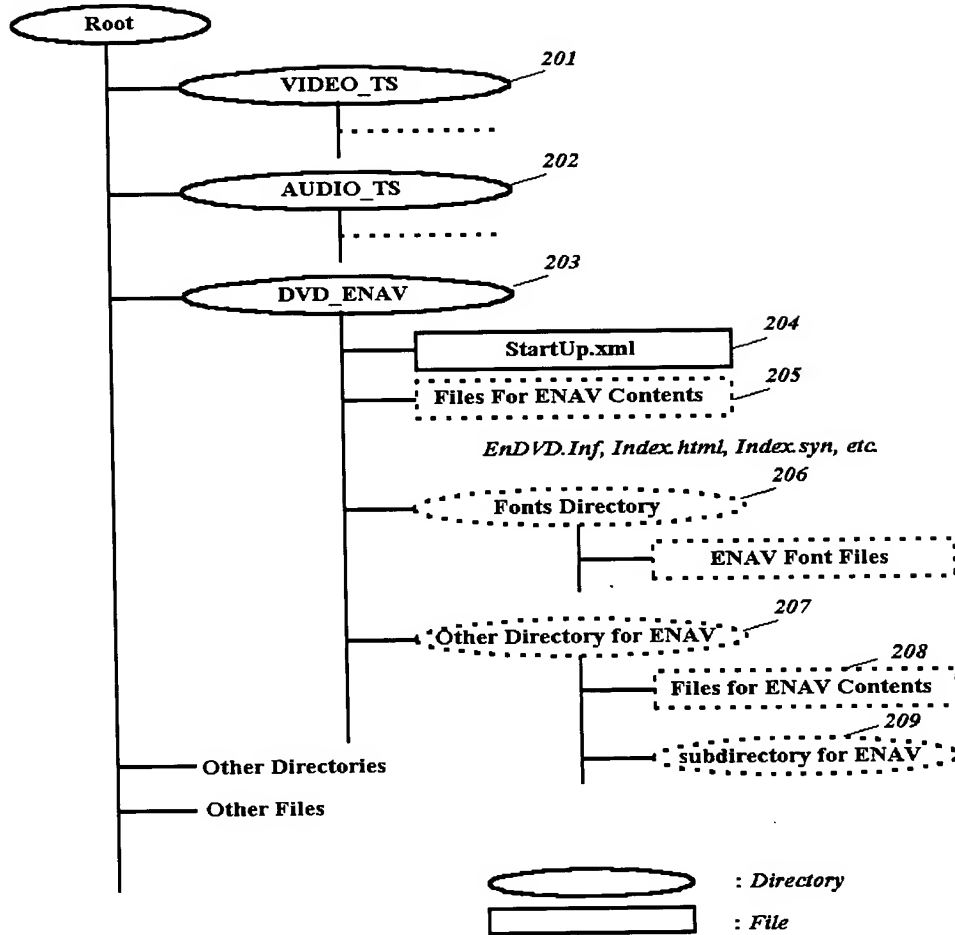 Root
201
VIDEO_TS
202
AUDIO_TS
203
DVD_ENAV
204
StartUp.xml
205
Files For ENAV Contents
EnDVD.Inf, Index.html, Index.syn, etc.
206
Fonts Directory
ENAV Font Files
207
Other Directory for ENAV
208
Files for ENAV Contents
209
subdirectory for ENAV
Other Directories
Other Files
: Directory
: File